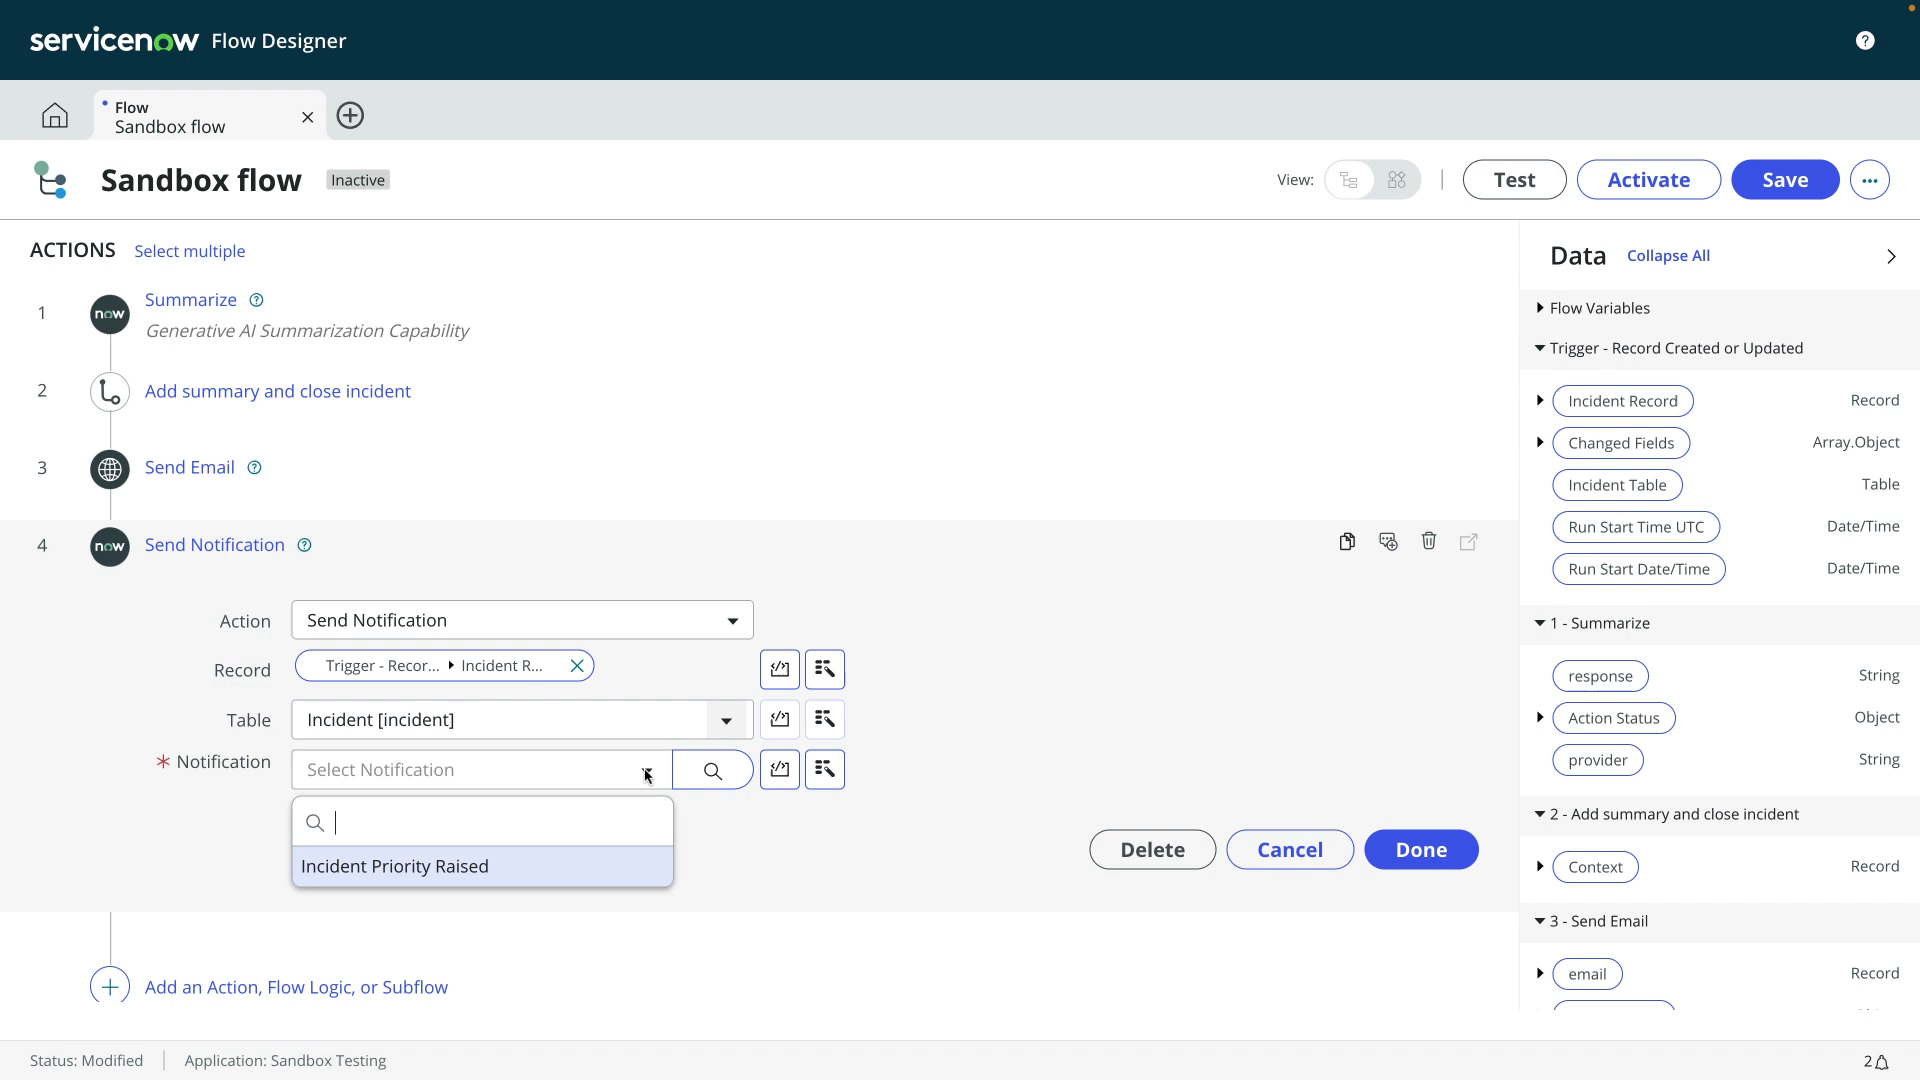 servicenow Flow Designer
?
Flow
Sandbox flow
Sandbox flow
Inactive
View:
Test
Activate
Save
ACTIONS
Select multiple
1
now
Summarize
Generative AI Summarization Capability
2
Add summary and close incident
3
Send Email
4
now
Send Notification
Action
Send Notification
Record
Trigger - Recor... Incident R...
Table
Incident [incident]
* Notification
Select Notification
Incident Priority Raised
Delete
Cancel
Done
Add an Action, Flow Logic, or Subflow
Data
Collapse All
Flow Variables
Trigger - Record Created or Updated
Incident Record
Record
Changed Fields
Array.Object
Incident Table
Table
Run Start Time UTC
Date/Time
Run Start Date/Time
Date/Time
1 - Summarize
response
String
Action Status
Object
provider
String
2 - Add summary and close incident
Context
Record
3 - Send Email
email
Record
Status: Modified
Application: Sandbox Testing
2